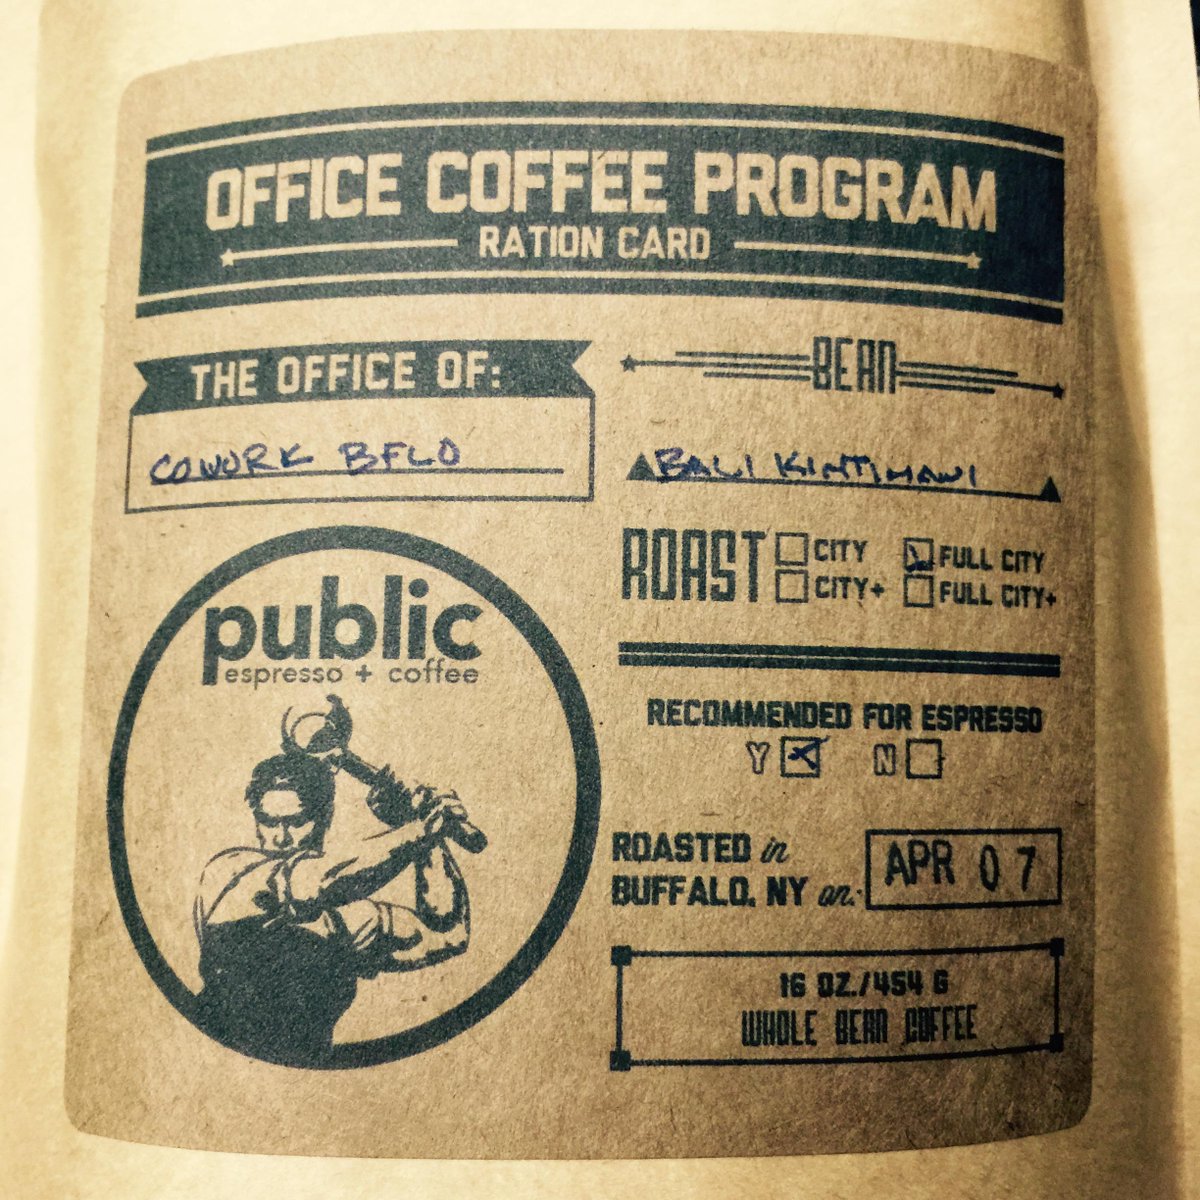 OFFICE COFFEE PROGRAM
RATION CARD
THE OFFICE OF:
COWORK BFLO
public
espresso + coffee
BEAN
BALI KINTIMANI
ROAST
CITY
FULL CITY
CITY+
FULL CITY+
RECOMMENDED FOR ESPRESSO
Y N
ROASTED in
BUFFALO, NY on:
APR 07
16 OZ./454 G
WHOLE BEAN COFFEE